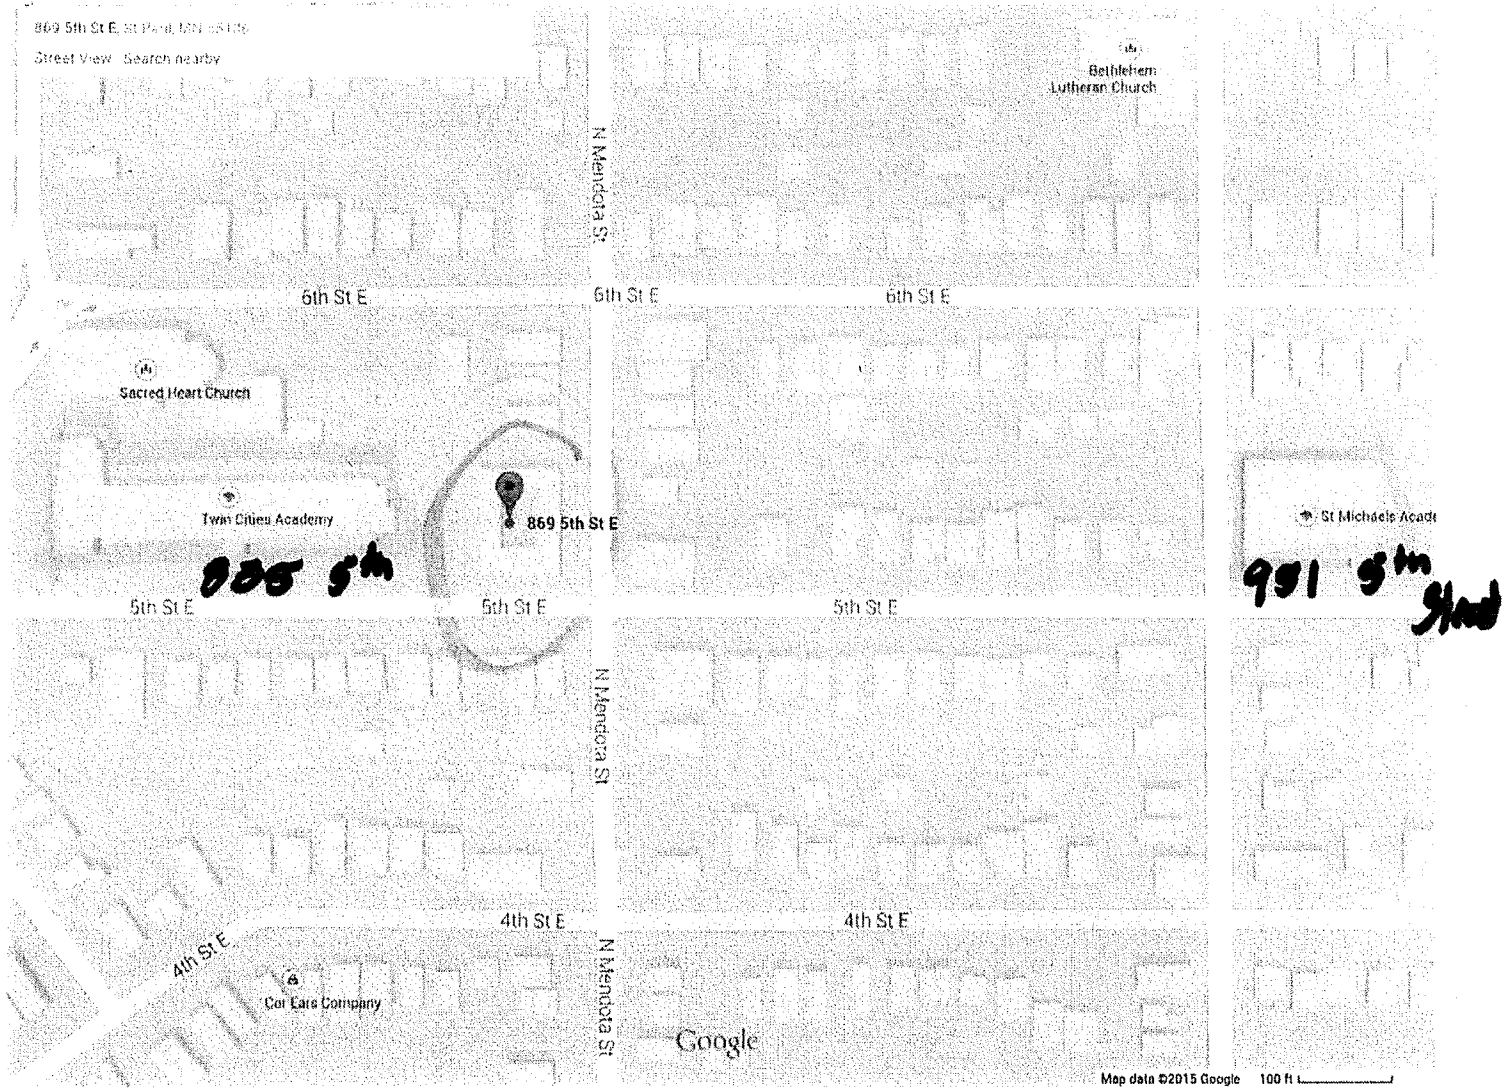 869 5th St E, St Paul, MN 55106
Street View Search nearby
Bethlehem
Lutheran Church
N Mendota St
6th St E
6th St E
6th St E
Sacred Heart Church
Twin Cities Academy
869 5th St E
St Michaels Acade
835 5th
951 5th
Street
5th St E
5th St E
5th St E
N Mendota St
4th St E
4th St E
4th St E
N Mendota St
Company
Google
Map data ©2015 Google 100 ft